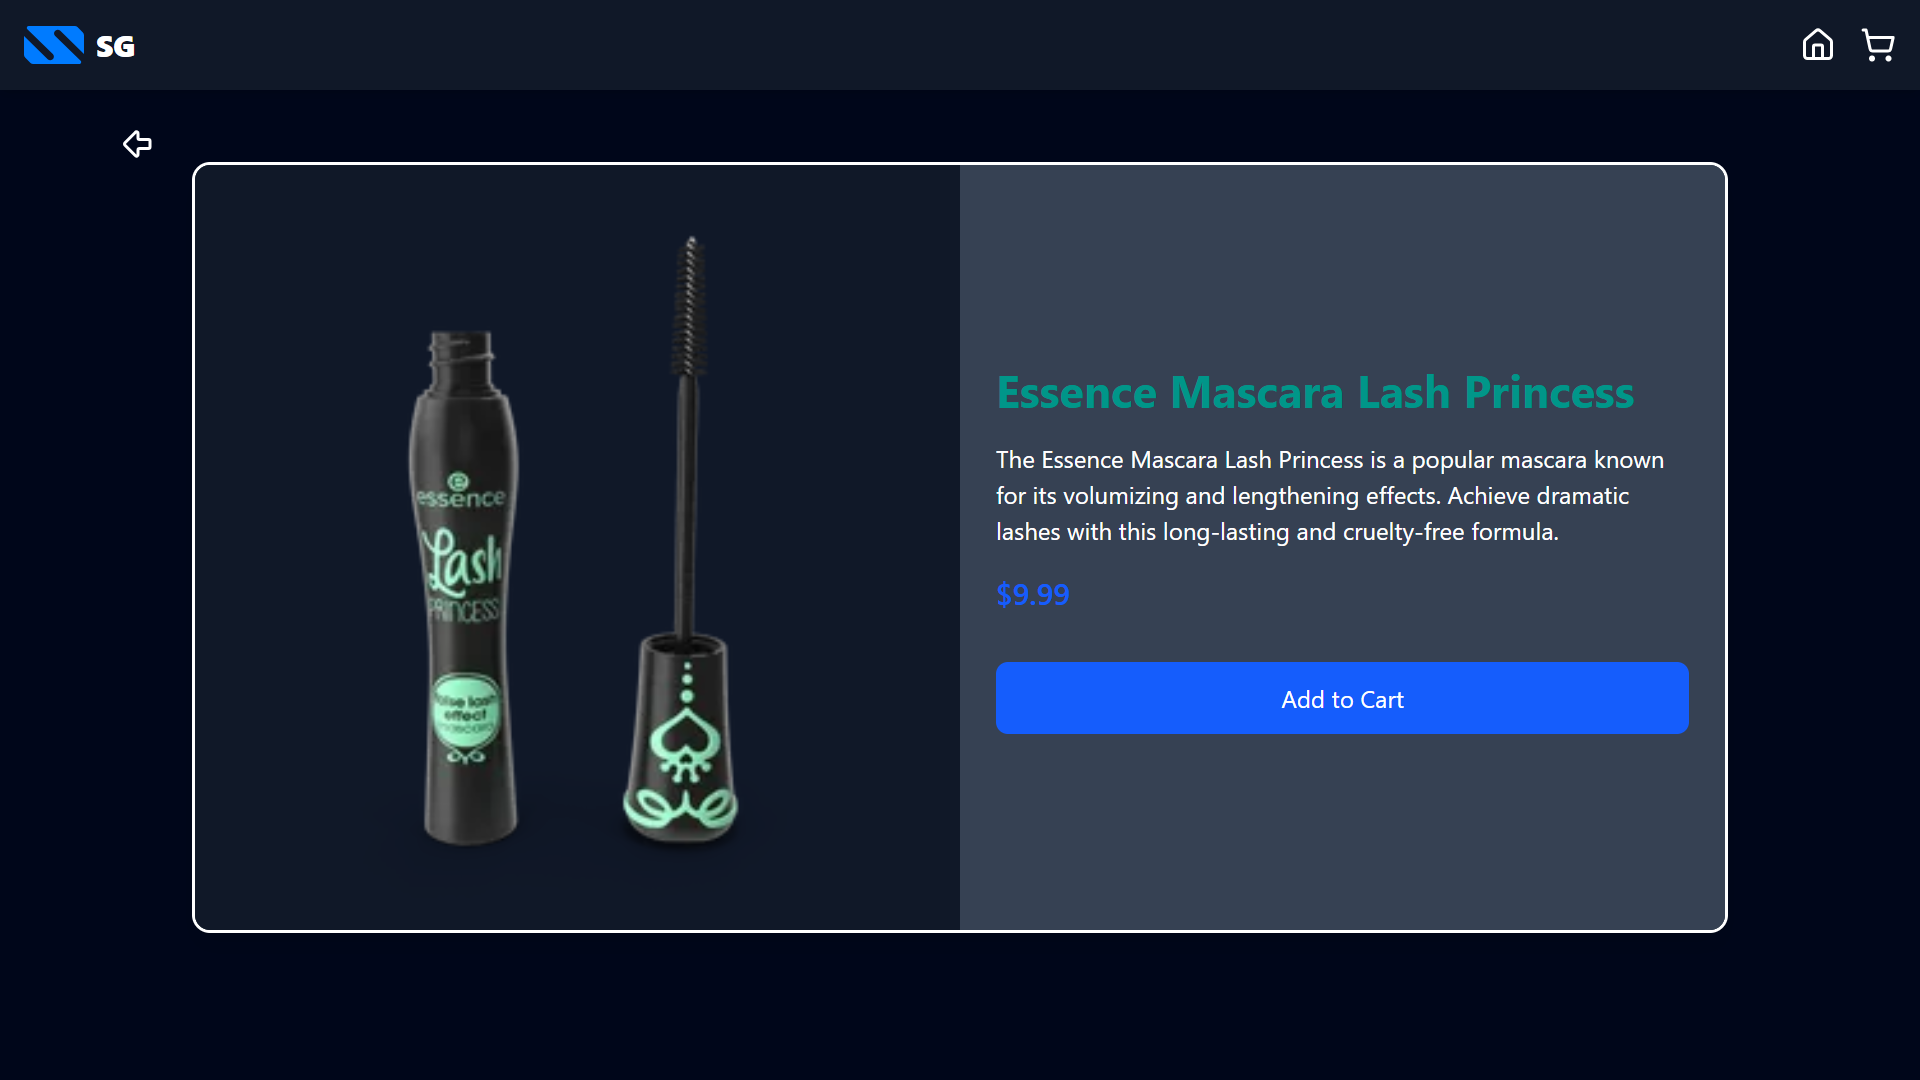 SG
essence
Lash
PRINCESS
false lash
effect
mascara
Essence Mascara Lash Princess
The Essence Mascara Lash Princess is a popular mascara known
for its volumizing and lengthening effects. Achieve dramatic
lashes with this long-lasting and cruelty-free formula.
$9.99
Add to Cart